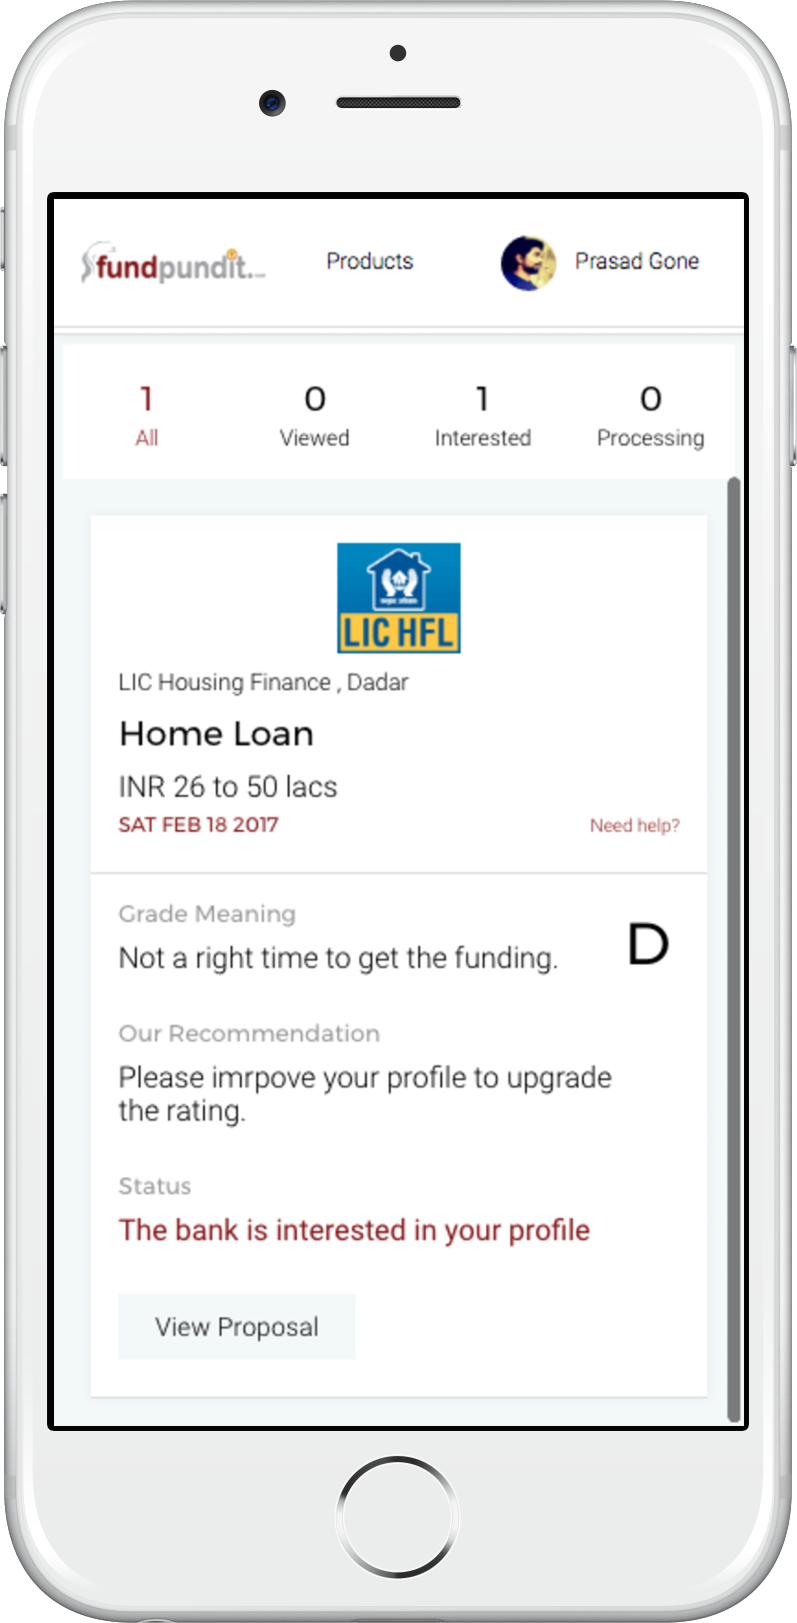 fundpundit.
Products
Prasad Gone
1
0
1
0
All
Viewed
Interested
Processing
LIC HFL
LIC Housing Finance , Dadar
Home Loan
INR 26 to 50 lacs
SAT FEB 18 2017
Need help?
Grade Meaning
D
Not a right time to get the funding.
Our Recommendation
Please imrpove your profile to upgrade
the rating.
Status
The bank is interested in your profile
View Proposal